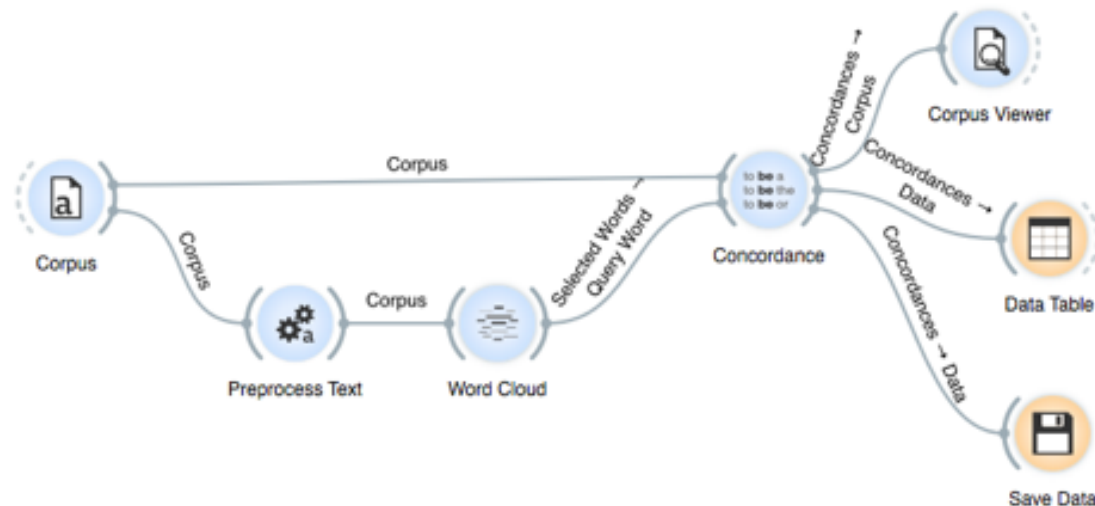 Concordances →
Corpus
Corpus Viewer
Corpus
a
Corpus
to be a
to be the
to be or
Concordance
Concordances →
Data
Data Table
Corpus
Selected Words →
Query Word
Corpus
a
Preprocess Text
Word Cloud
Concordances → Data
Save Data